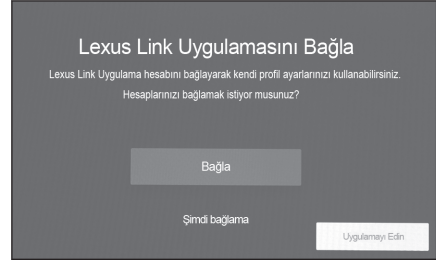 Lexus Link Uygulamasını Bağla
Lexus Link Uygulama hesabını bağlayarak kendi profil ayarlarınızı kullanabilirsiniz.
Hesaplarınızı bağlamak istiyor musunuz?
Bağla
Şimdi bağlama
Uygulamayı Edin